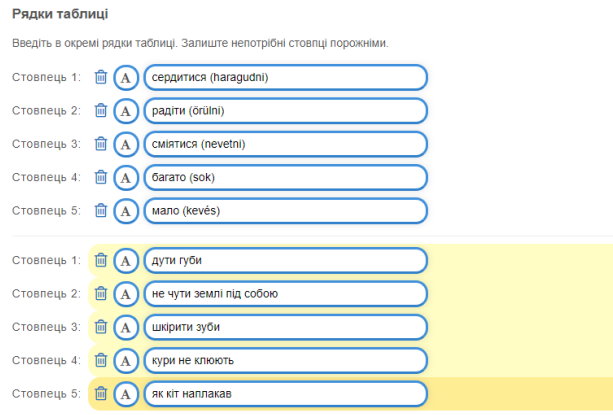 Рядки таблиці
Введіть в окремі рядки таблиці. Залиште непотрібні стовпці порожніми.
Стовпець 1: A сердитися (haragudni)
Стовпець 2: A радіти (örülni)
Стовпець 3: A сміятися (nevetni)
Стовпець 4: A багато (sok)
Стовпець 5: A мало (kevés)
Стовпець 1: A дути губи
Стовпець 2: A не чути землі під собою
Стовпець 3: A шкірити зуби
Стовпець 4: A кури не клюють
Стовпець 5: A як кіт наплакав